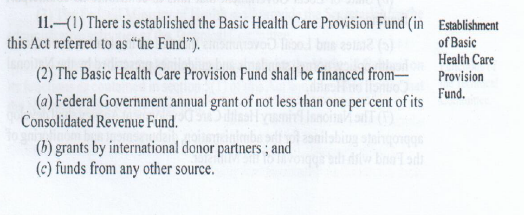 11.—(1) There is established the Basic Health Care Provision Fund (in
this Act referred to as “the Fund”).
(2) The Basic Health Care Provision Fund shall be financed from—
(a) Federal Government annual grant of not less than one per cent of its
Consolidated Revenue Fund.
(b) grants by international donor partners ; and
(c) funds from any other source.
Establishment
of Basic
Health Care
Provision
Fund.